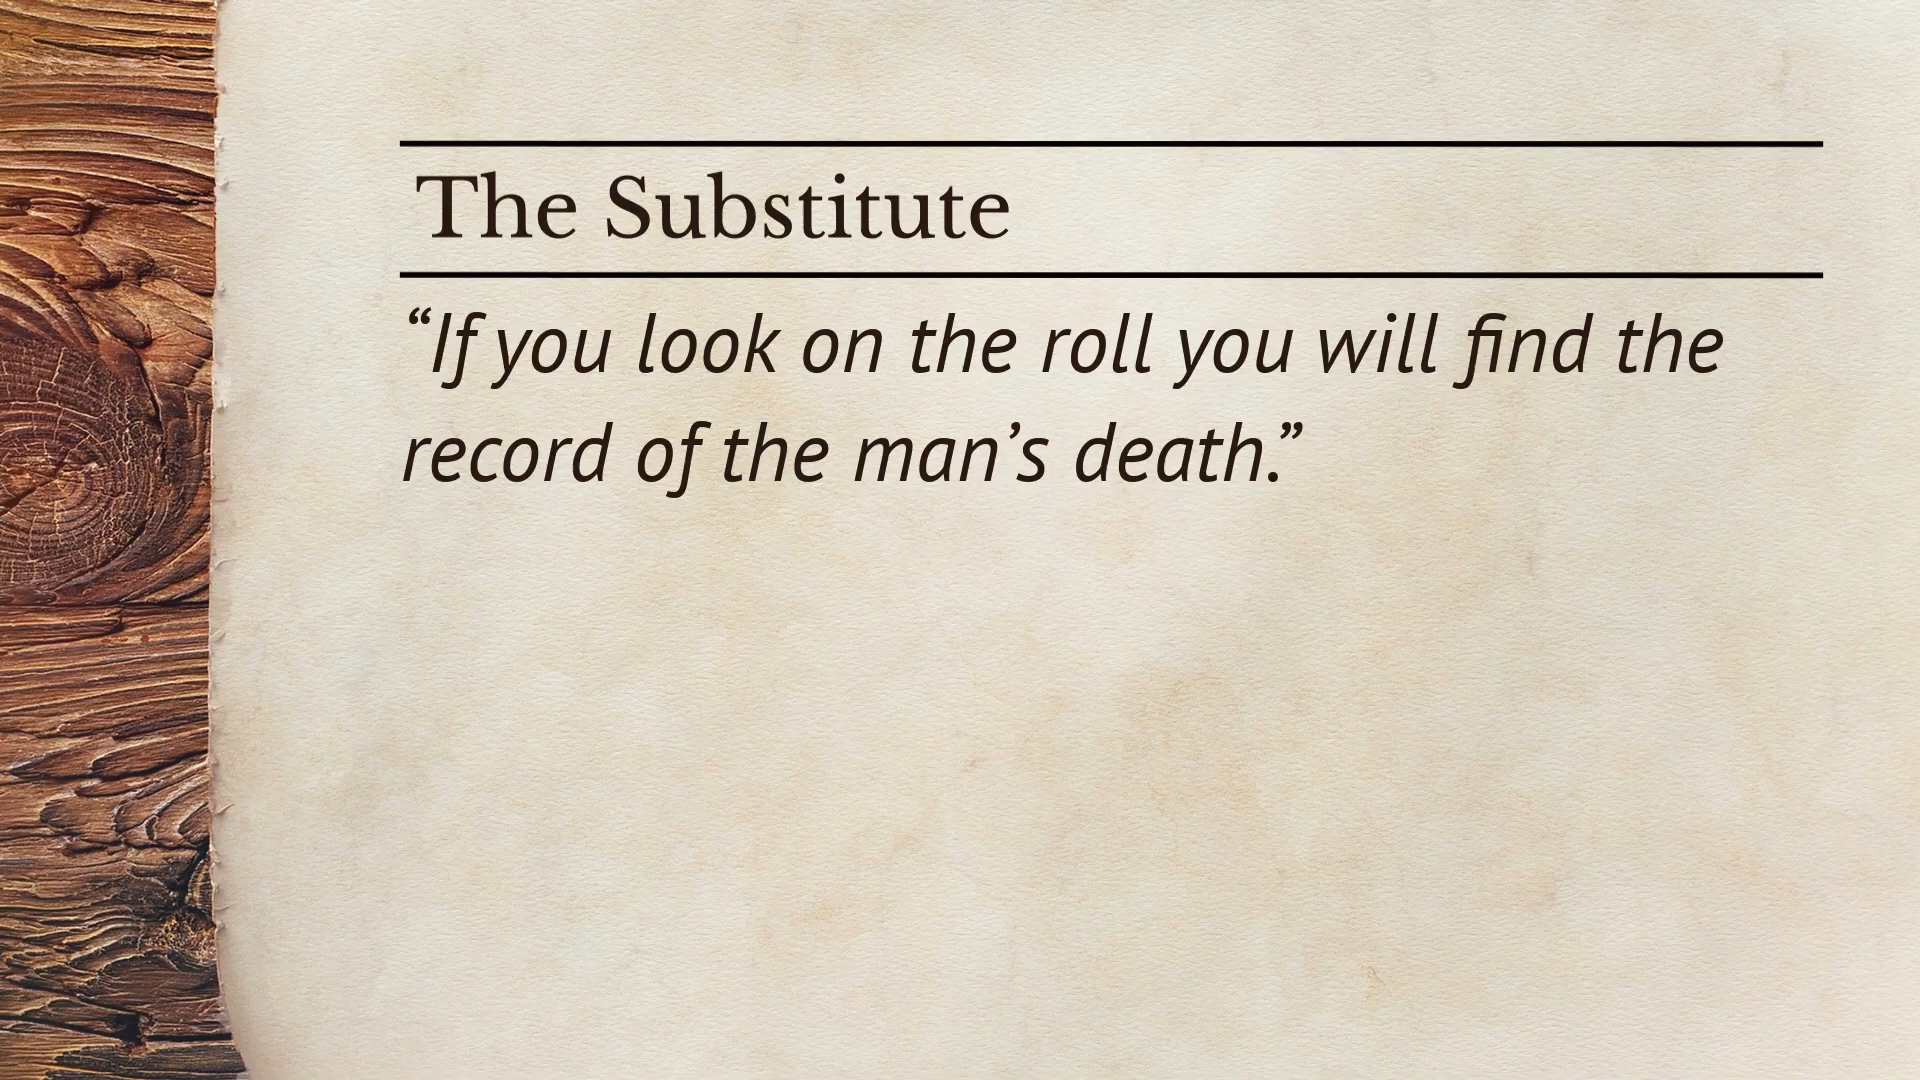 The Substitute
“If you look on the roll you will find the
record of the man’s death.”